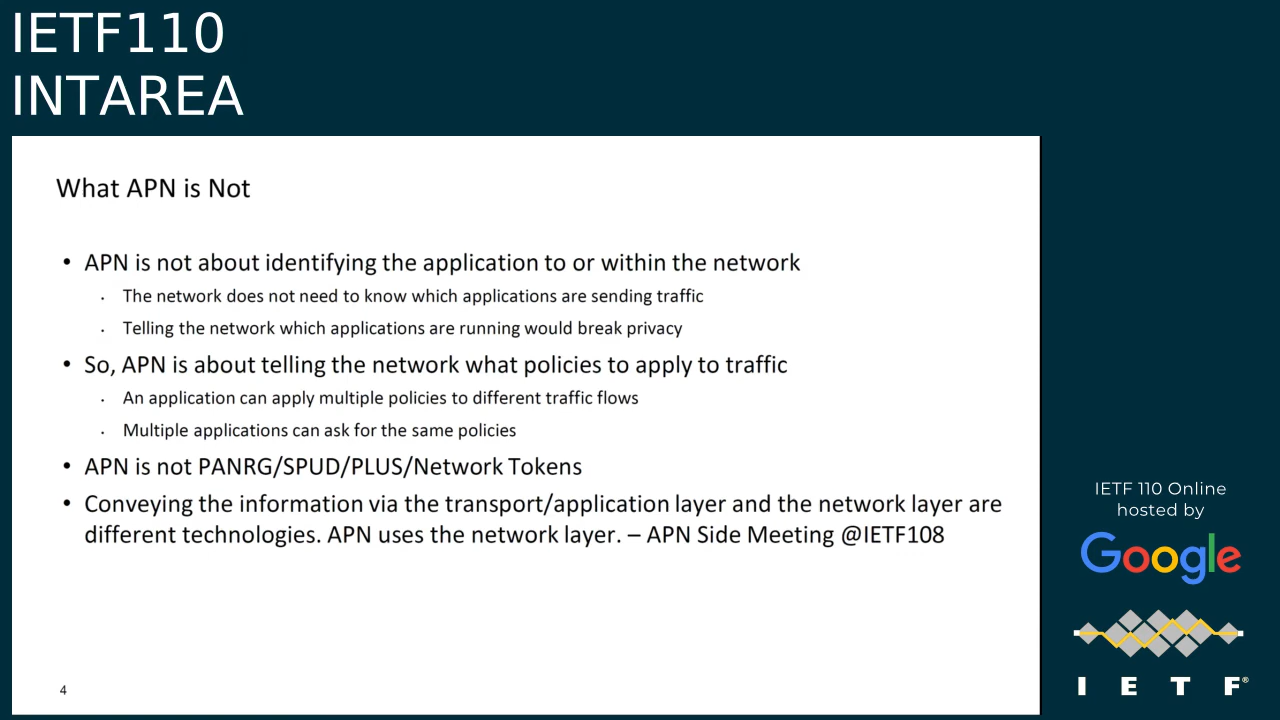 IETF110
INTAREA
What APN is Not
• APN is not about identifying the application to or within the network
• The network does not need to know which applications are sending traffic
• Telling the network which applications are running would break privacy
• So, APN is about telling the network what policies to apply to traffic
• An application can apply multiple policies to different traffic flows
• Multiple applications can ask for the same policies
• APN is not PANRG/SPUD/PLUS/Network Tokens
• Conveying the information via the transport/application layer and the network layer are
different technologies. APN uses the network layer. – APN Side Meeting @IETF108
4
IETF 110 Online
hosted by
Google
I E T F®